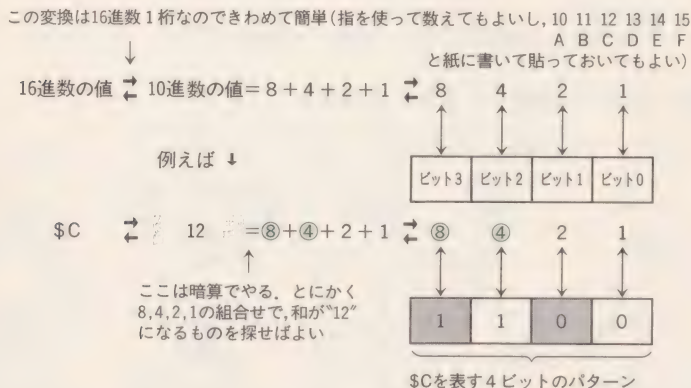 この変換は16進数1桁なのできわめて簡単(指を使って数えてもよいし, 10 11 12 13 14 15
A B C D E F
と紙に書いて貼っておいてもよい)
↓
16進数の値 ⇄ 10進数の値=8+4+2+1 ⇄ 8 4 2 1
例えば ↓
ビット3 ビット2 ビット1 ビット0
$C ⇄ 12 =⑧+④+2+1 ⇄ ⑧ ④ 2 1
ここは暗算でやる.とにかく
8,4,2,1の組合せで,和が"12"
になるものを探せばよい
1 1 0 0
$Cを表す4ビットのパターン